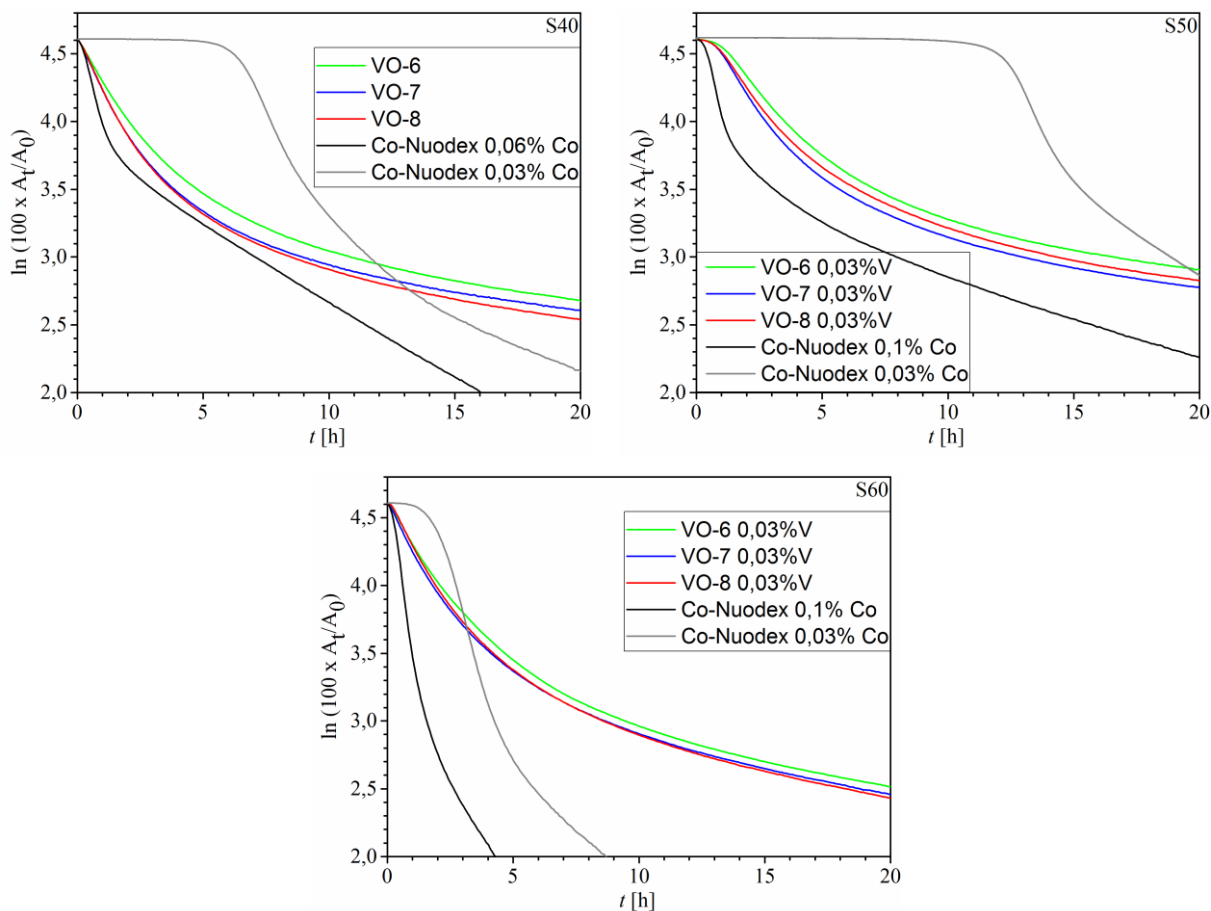 S40
VO-6
VO-7
VO-8
Co-Nuodex 0,06% Co
Co-Nuodex 0,03% Co
ln (100 x At/A0)
4,5
4,0
3,5
3,0
2,5
2,0
0 5 10 15 20
t [h]
S50
VO-6 0,03%V
VO-7 0,03%V
VO-8 0,03%V
Co-Nuodex 0,1% Co
Co-Nuodex 0,03% Co
ln (100 x At/A0)
4,5
4,0
3,5
3,0
2,5
2,0
0 5 10 15 20
t [h]
S60
VO-6 0,03%V
VO-7 0,03%V
VO-8 0,03%V
Co-Nuodex 0,1% Co
Co-Nuodex 0,03% Co
ln (100 x At/A0)
4,5
4,0
3,5
3,0
2,5
2,0
0 5 10 15 20
t [h]